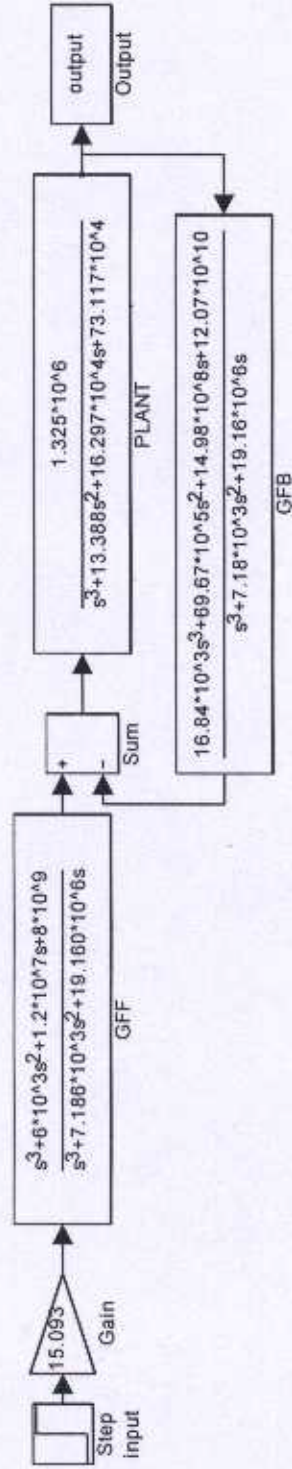 Step
input
15.093
Gain
s^3+6*10^3s^2+1.2*10^7s+8*10^9
s^3+7.186*10^3s^2+19.160*10^6s
GFF
+
−
Sum
1.325*10^6
s^3+13.388s^2+16.297*10^4s+73.117*10^4
PLANT
output
Output
16.84*10^3s^3+69.67*10^5s^2+14.98*10^8s+12.07*10^10
s^3+7.18*10^3s^2+19.16*10^6s
GFB